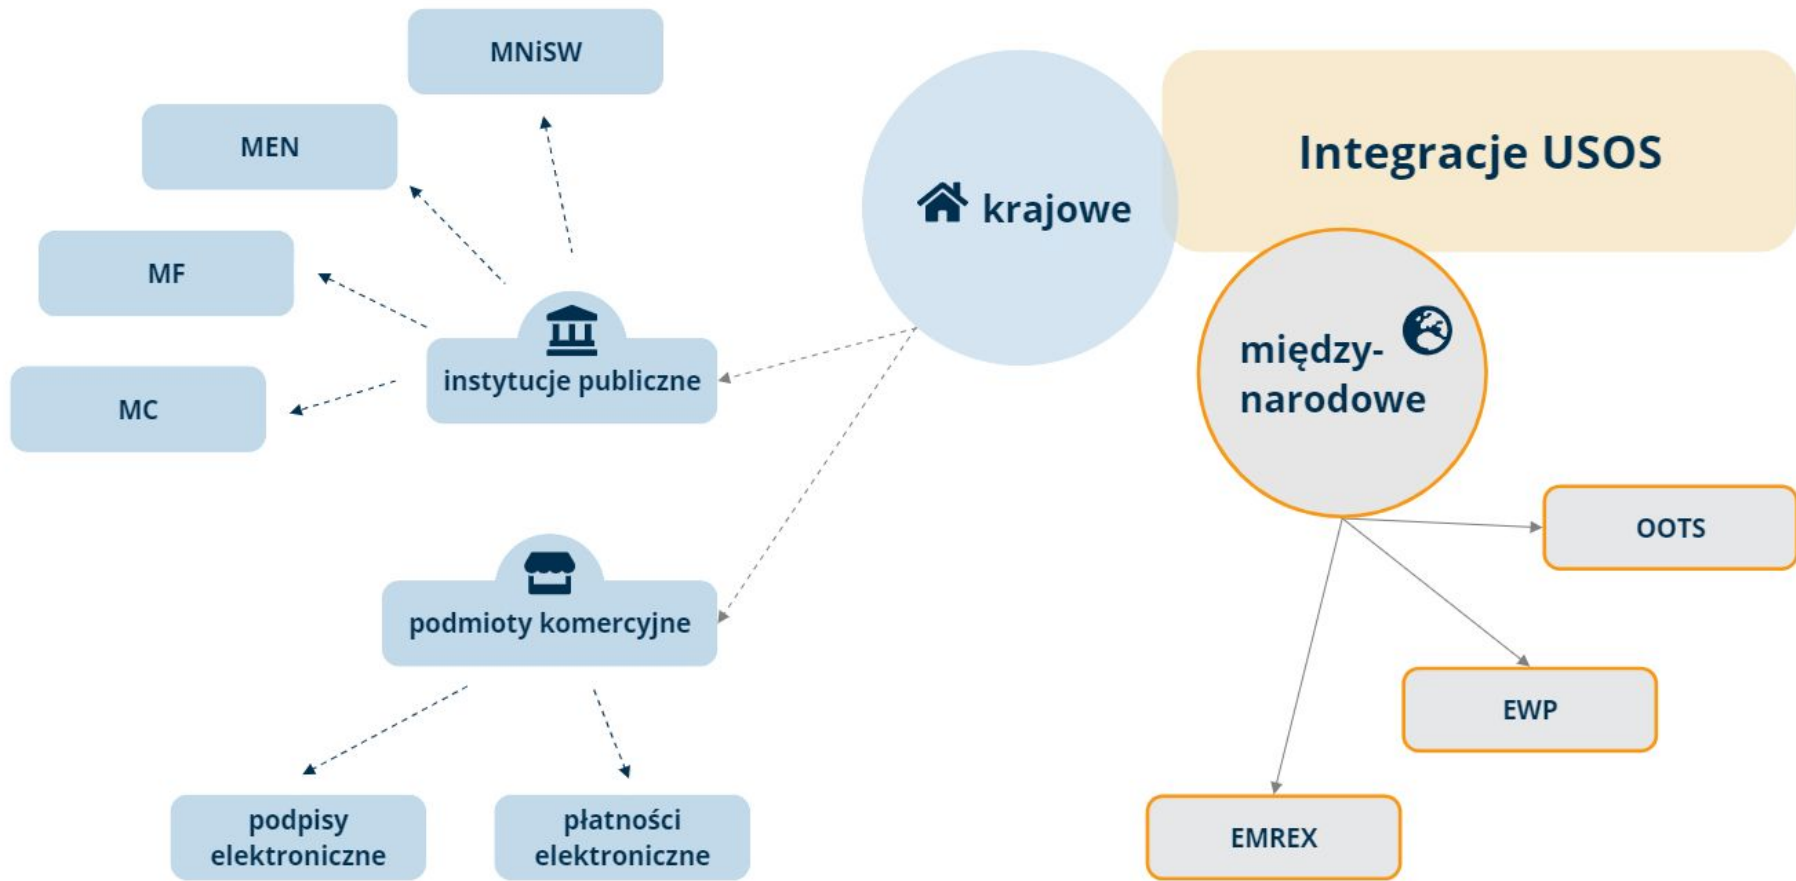 Integracje USOS
krajowe
instytucje publiczne
MNiSW
MEN
MF
MC
podmioty komercyjne
podpisy
elektroniczne
płatności
elektroniczne
między-
narodowe
OOTS
EWP
EMREX